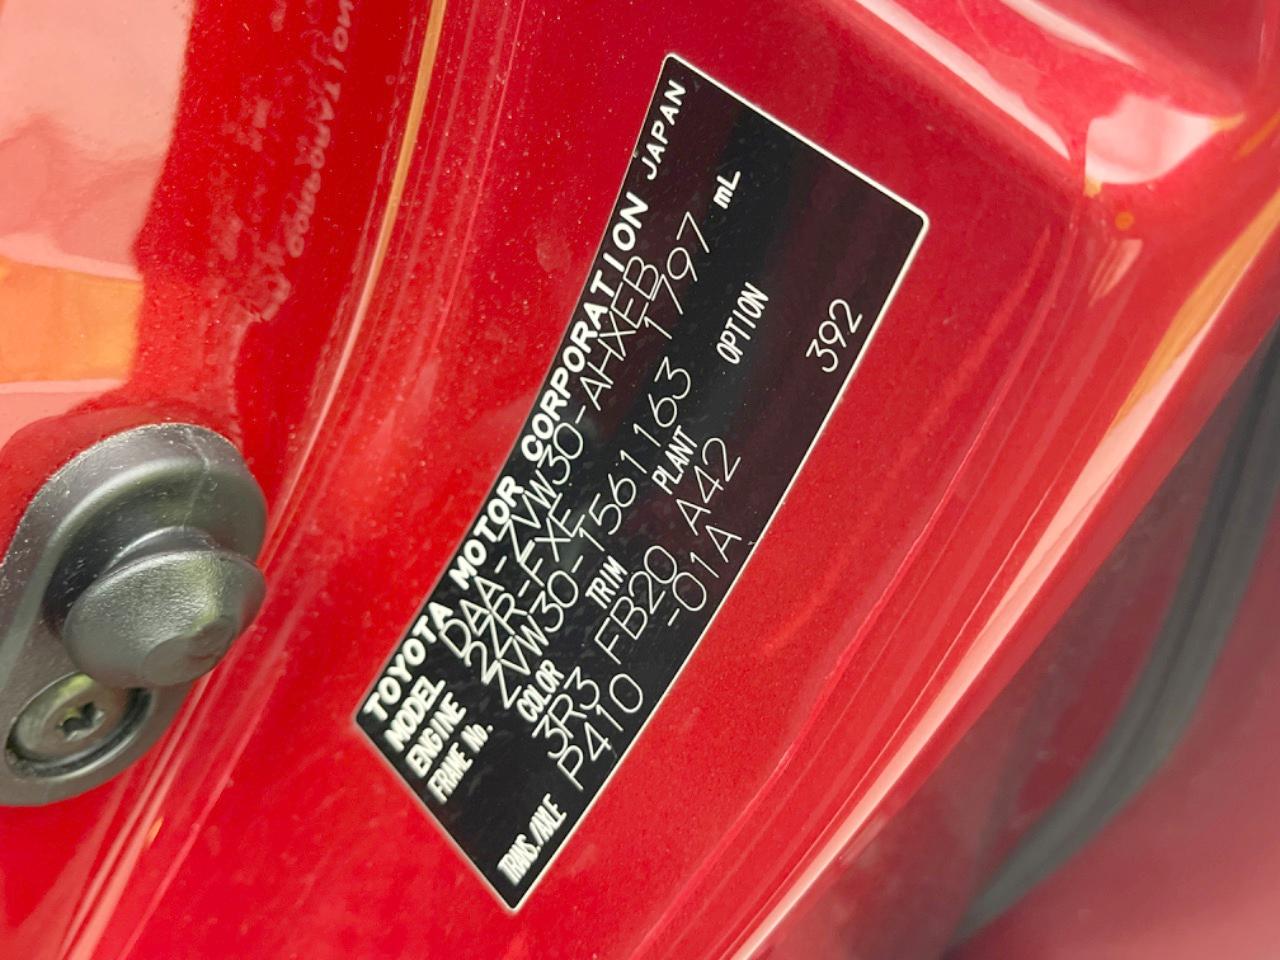 TOYOTA MOTOR CORPORATION JAPAN
MODEL DAA-ZVW30-AHXEB
ENGINE 2ZR-FXE 1797 mL
FRAME No. ZVW30-1561163
COLOR TRIM PLANT OPTION
3R3 FB20 A42 392
TRANS./AXLE P410 -01A